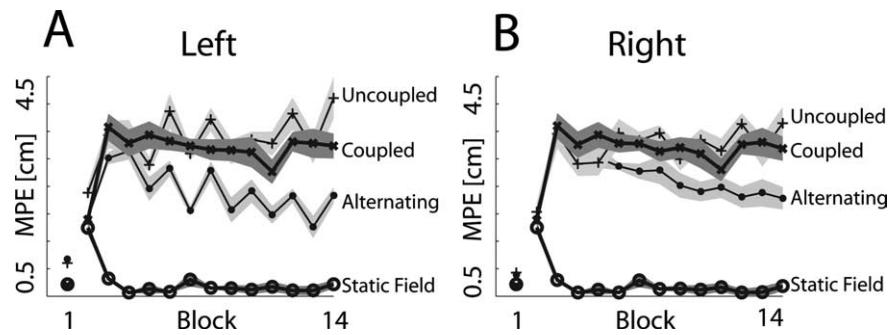 A
Left
4.5
MPE [cm]
0.5
Uncoupled
Coupled
Alternating
Static Field
1
Block
14
B
Right
4.5
MPE [cm]
0.5
Uncoupled
Coupled
Alternating
Static Field
1
Block
14